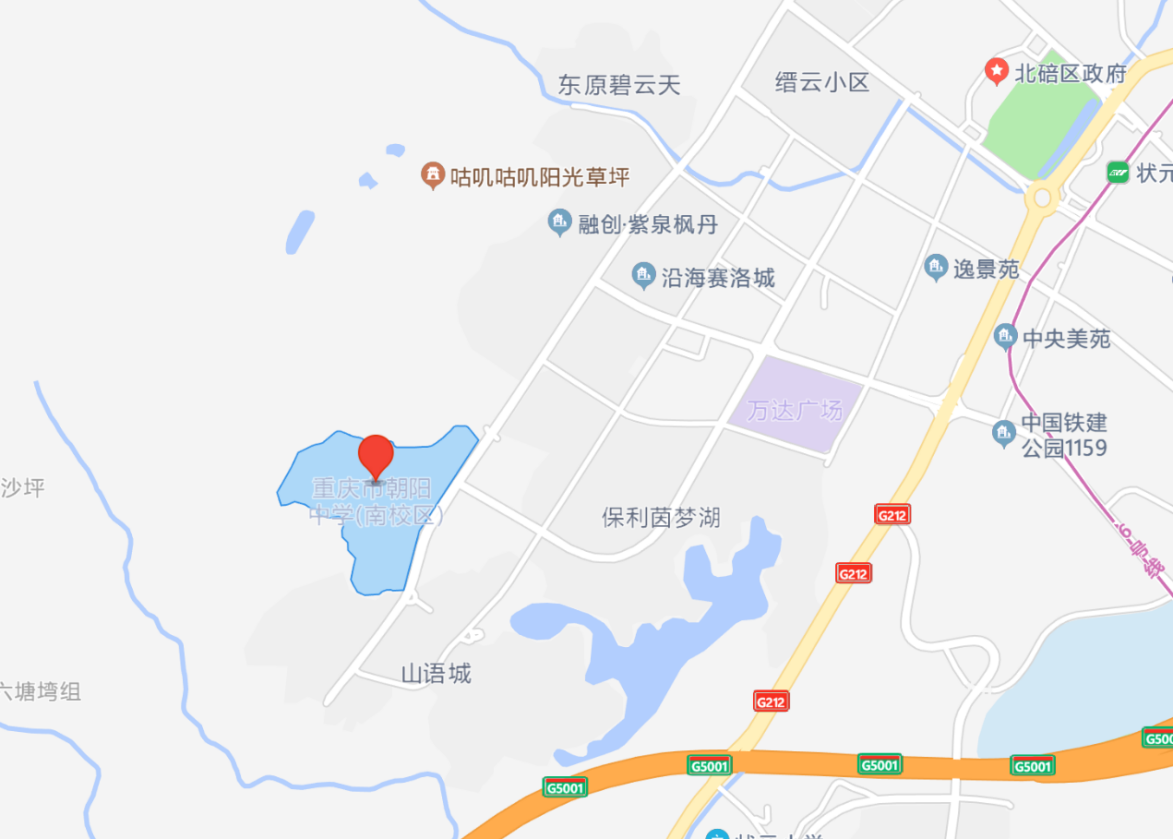 北碚区政府
东原碧云天
缙云小区
状元
咕叽咕叽阳光草坪
融创·紫泉枫丹
沿海赛洛城
逸景苑
中央美苑
万达广场
中国铁建
公园1159
沙坪
重庆市朝阳
中学(南校区)
保利茵梦湖
G212
6号线
G212
山语城
六塘塆组
G212
G500
G5001
G5001
G5001
G5001